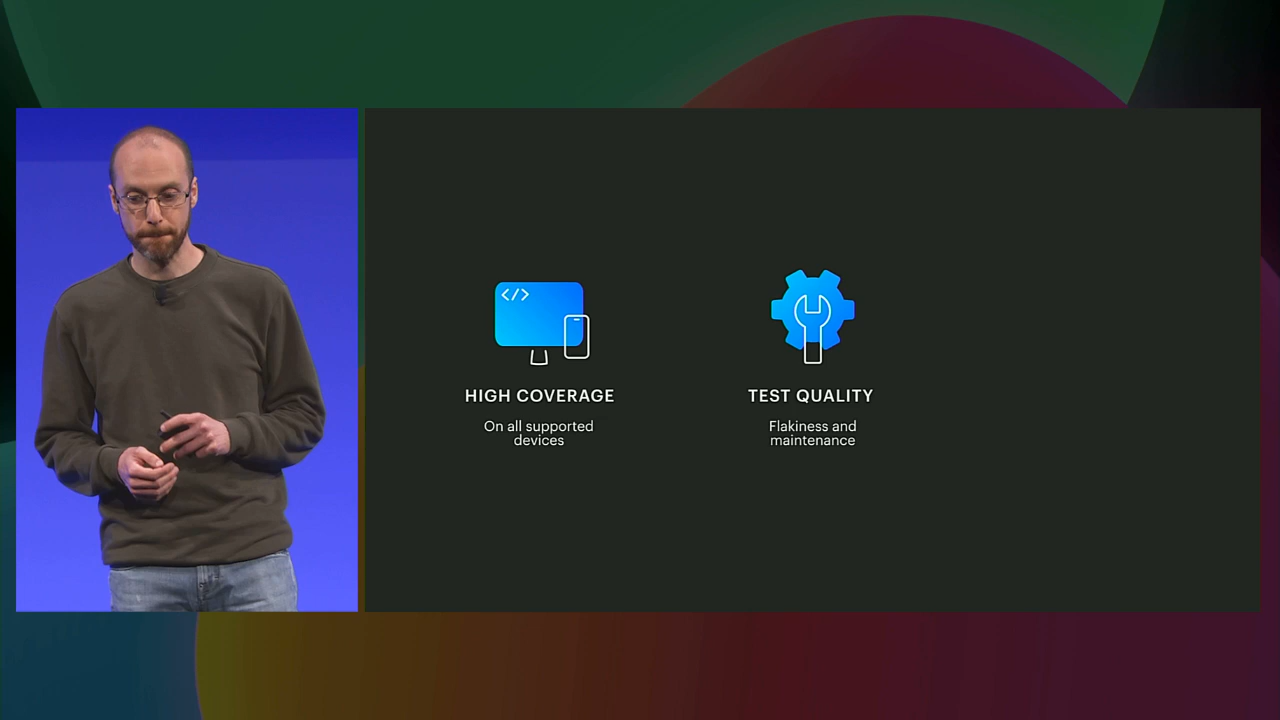 </>
HIGH COVERAGE
On all supported
devices
TEST QUALITY
Flakiness and
maintenance